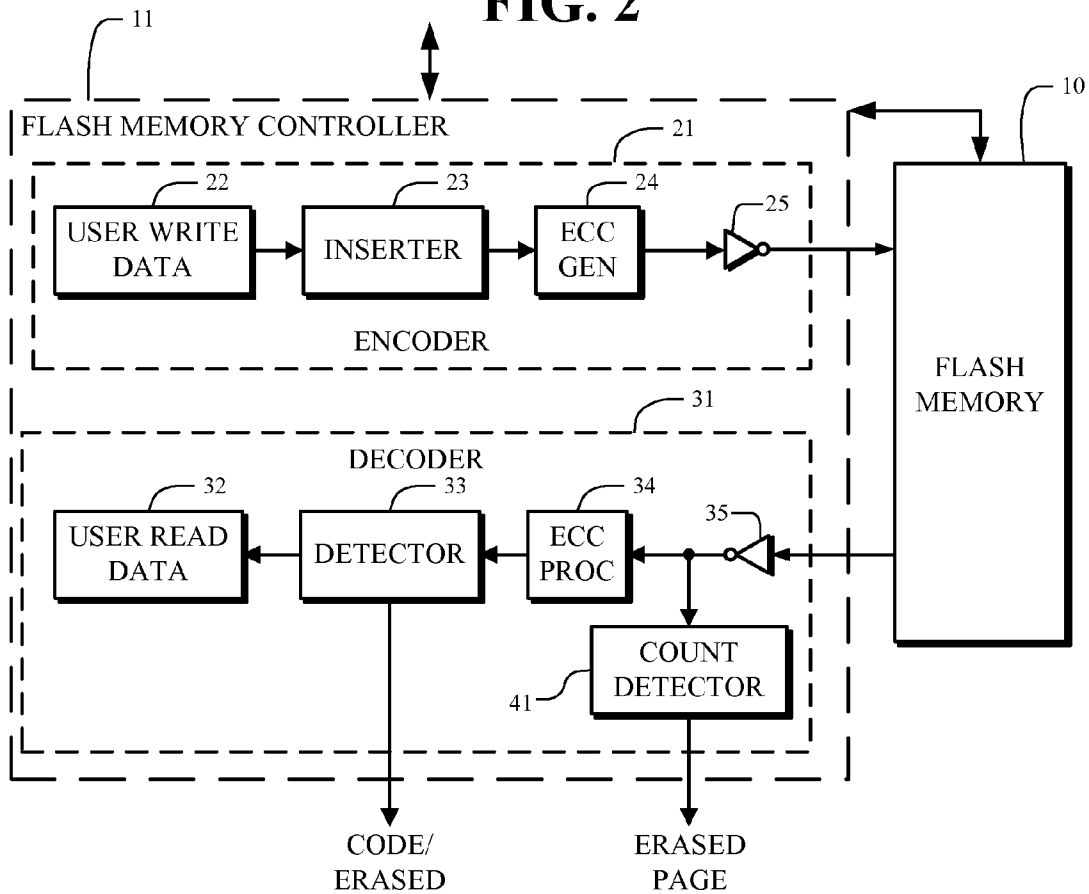 FIG. 2
11
10
FLASH MEMORY CONTROLLER
21
22
23
24
25
USER WRITE
DATA
INSERTER
ECC
GEN
ENCODER
FLASH
MEMORY
31
DECODER
32
33
34
35
USER READ
DATA
DETECTOR
ECC
PROC
COUNT
DETECTOR
41
CODE/
ERASED
ERASED
PAGE